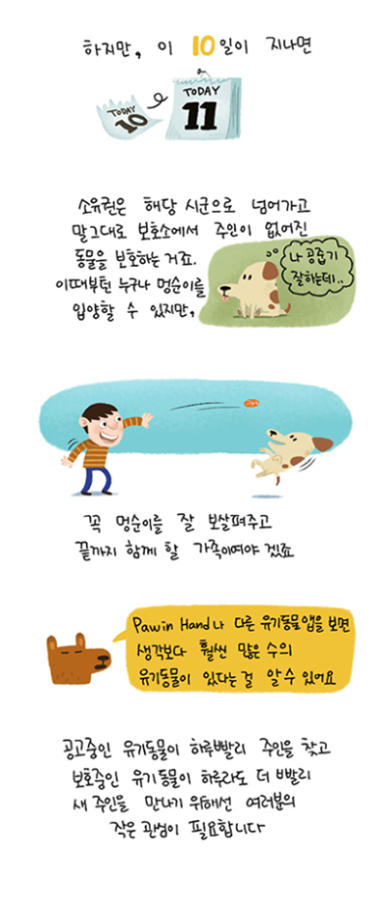 하지만, 이 10일이 지나면
TODAY
10
TODAY
11
소유권은 해당 시군으로 넘어가고
말그대로 보호소에서 주인이 없어진
동물을 보호하는 거죠.
이때부턴 누구나 멍순이를
입양할 수 있지만,
나 공줍기
잘하는데..
꼭 멍순이를 잘 보살펴주고
끝까지 함께 할 가족이여야 겠죠
Pawin Hand나 다른 유기동물앱을 보면
생각보다 훨씬 많은 수의
유기동물이 있다는걸 알수있어요
공고중인 유기동물이 하루빨리 주인을 찾고
보호중인 유기동물이 하루라도 더 빨리
새 주인을 만나기 위해선 여러분의
작은 관심이 필요합니다